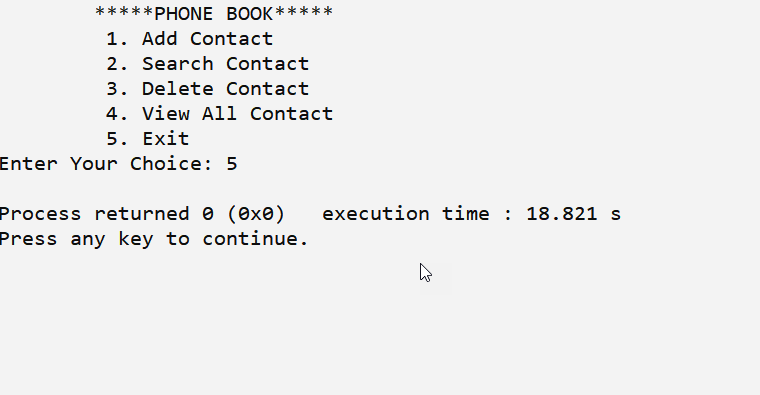 *****PHONE BOOK*****
1. Add Contact
2. Search Contact
3. Delete Contact
4. View All Contact
5. Exit
Enter Your Choice: 5
Process returned 0 (0x0)   execution time : 18.821 s
Press any key to continue.